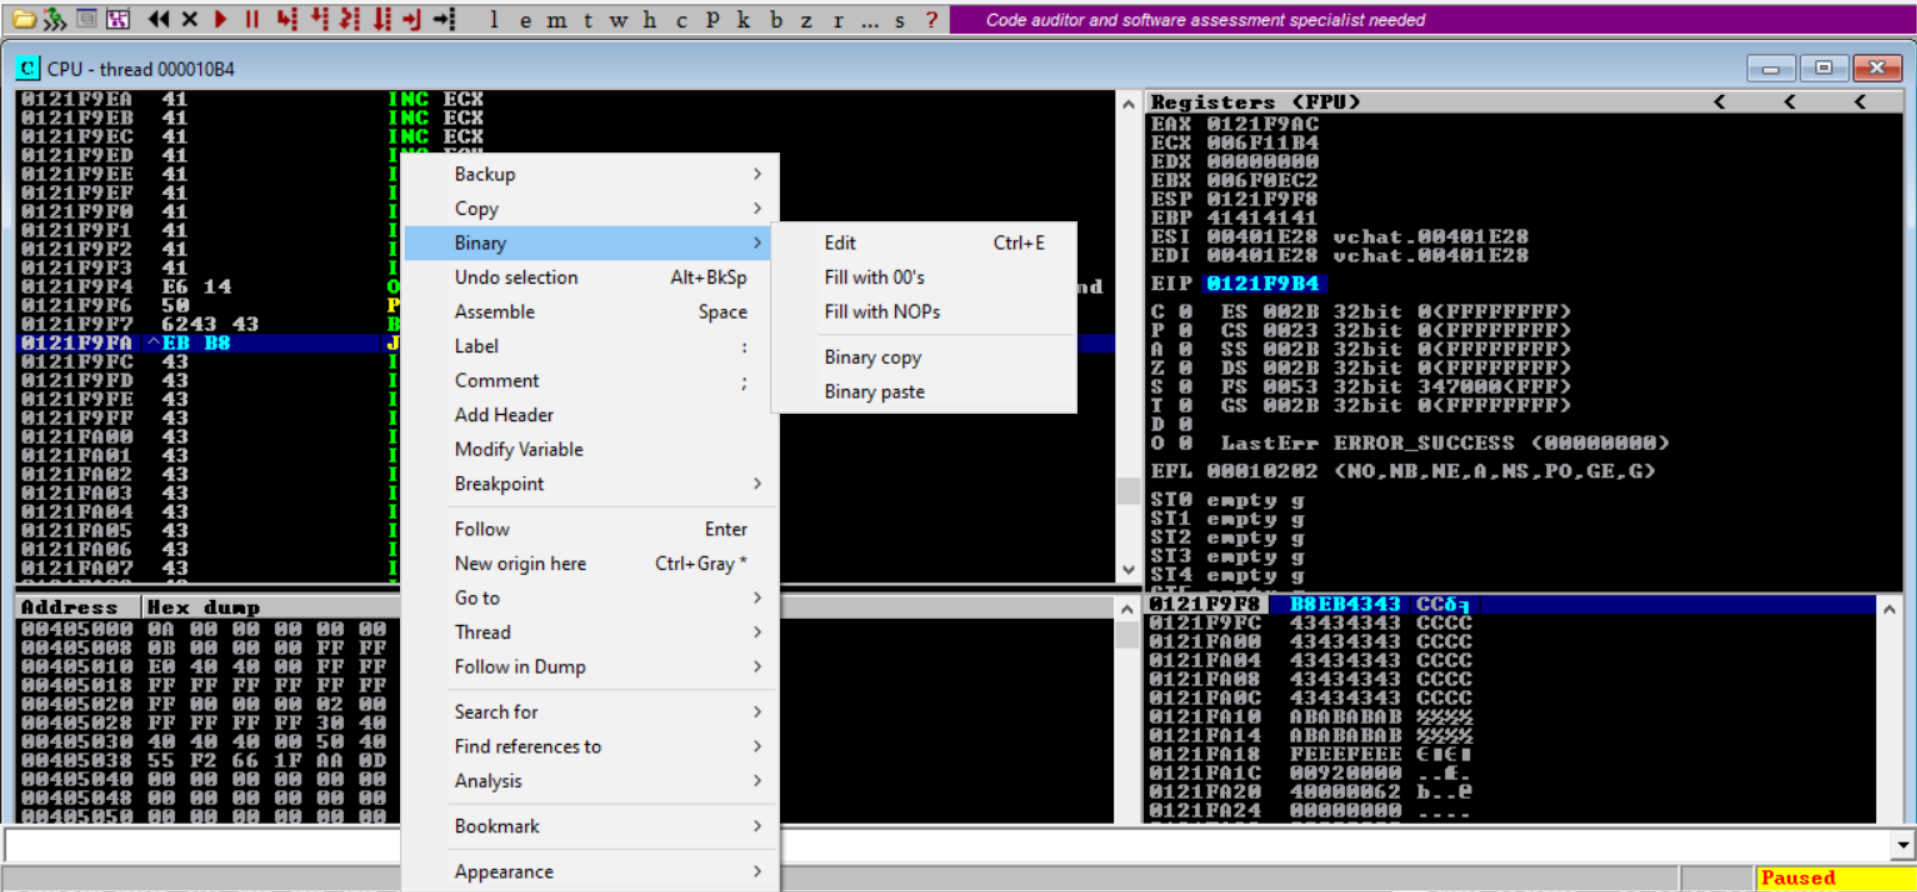 l e m t w h c P k b z r ... s ?
Code auditor and software assessment specialist needed
C CPU - thread 000010B4
0121F9EA 41 INC ECX
0121F9EB 41 INC ECX
0121F9EC 41 INC ECX
0121F9ED 41
0121F9EE 41 I
0121F9EF 41 I
0121F9F0 41 I
0121F9F1 41 I
0121F9F2 41 I
0121F9F3 41 I
0121F9F4 E6 14 O nd
0121F9F6 50 P
0121F9F7 6243 43 B
0121F9FA ^EB B8 J
0121F9FC 43 I
0121F9FD 43 I
0121F9FE 43 I
0121F9FF 43 I
0121FA00 43 I
0121FA01 43 I
0121FA02 43 I
0121FA03 43 I
0121FA04 43 I
0121FA05 43 I
0121FA06 43 I
0121FA07 43 I
Backup >
Copy >
Binary >
Undo selection Alt+BkSp
Assemble Space
Label :
Comment ;
Add Header
Modify Variable
Breakpoint >
Follow Enter
New origin here Ctrl+Gray *
Go to >
Thread >
Follow in Dump >
Search for >
Find references to >
Analysis >
Bookmark >
Appearance >
Edit Ctrl+E
Fill with 00's
Fill with NOPs
Binary copy
Binary paste
Registers (FPU) < < <
EAX 0121F9AC
ECX 006F11B4
EDX 00000000
EBX 006F0EC2
ESP 0121F9F8
EBP 41414141
ESI 00401E28 vchat.00401E28
EDI 00401E28 vchat.00401E28
EIP 0121F9B4
C 0 ES 002B 32bit 0(FFFFFFFF)
P 0 CS 0023 32bit 0(FFFFFFFF)
A 0 SS 002B 32bit 0(FFFFFFFF)
Z 0 DS 002B 32bit 0(FFFFFFFF)
S 0 FS 0053 32bit 347000(FFF)
T 0 GS 002B 32bit 0(FFFFFFFF)
D 0
O 0 LastErr ERROR_SUCCESS (00000000)
EFL 00010202 (NO,NB,NE,A,NS,PO,GE,G)
ST0 empty g
ST1 empty g
ST2 empty g
ST3 empty g
ST4 empty g
Address Hex dump
00405000 0A 00 00 00 00 00
00405008 0B 00 00 00 FF FF
00405010 E0 40 40 00 FF FF
00405018 FF FF FF FF FF FF
00405020 FF 00 00 00 02 00
00405028 FF FF FF FF 30 40
00405030 40 40 40 00 50 40
00405038 55 F2 66 1F AA 0D
00405040 00 00 00 00 00 00
00405048 00 00 00 00 00 00
00405050 00 00 00 00 00 00
0121F9F8 B8EB4343 CCδ╕
0121F9FC 43434343 CCCC
0121FA00 43434343 CCCC
0121FA04 43434343 CCCC
0121FA08 43434343 CCCC
0121FA0C 43434343 CCCC
0121FA10 ABABABAB ½½½½
0121FA14 ABABABAB ½½½½
0121FA18 FEEEFEEE ε■ε■
0121FA1C 00920000 ..Æ.
0121FA20 40000062 b..@
0121FA24 00000000 ....
Paused